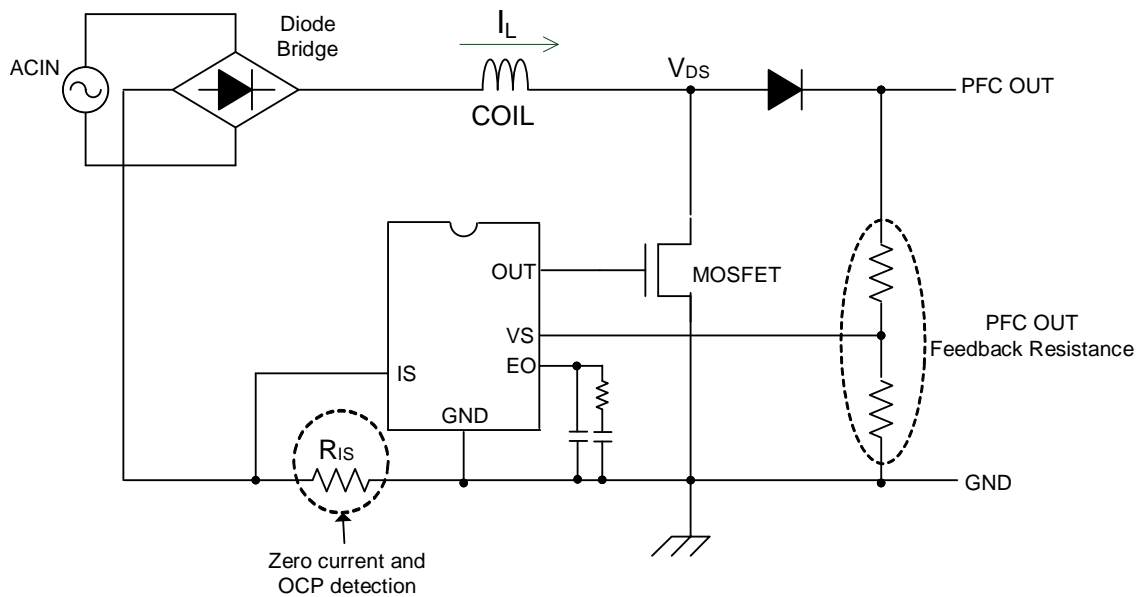 Diode
Bridge
ACIN
IL
COIL
VDS
PFC OUT
OUT
MOSFET
VS
EO
IS
GND
PFC OUT
Feedback Resistance
RIS
GND
Zero current and
OCP detection